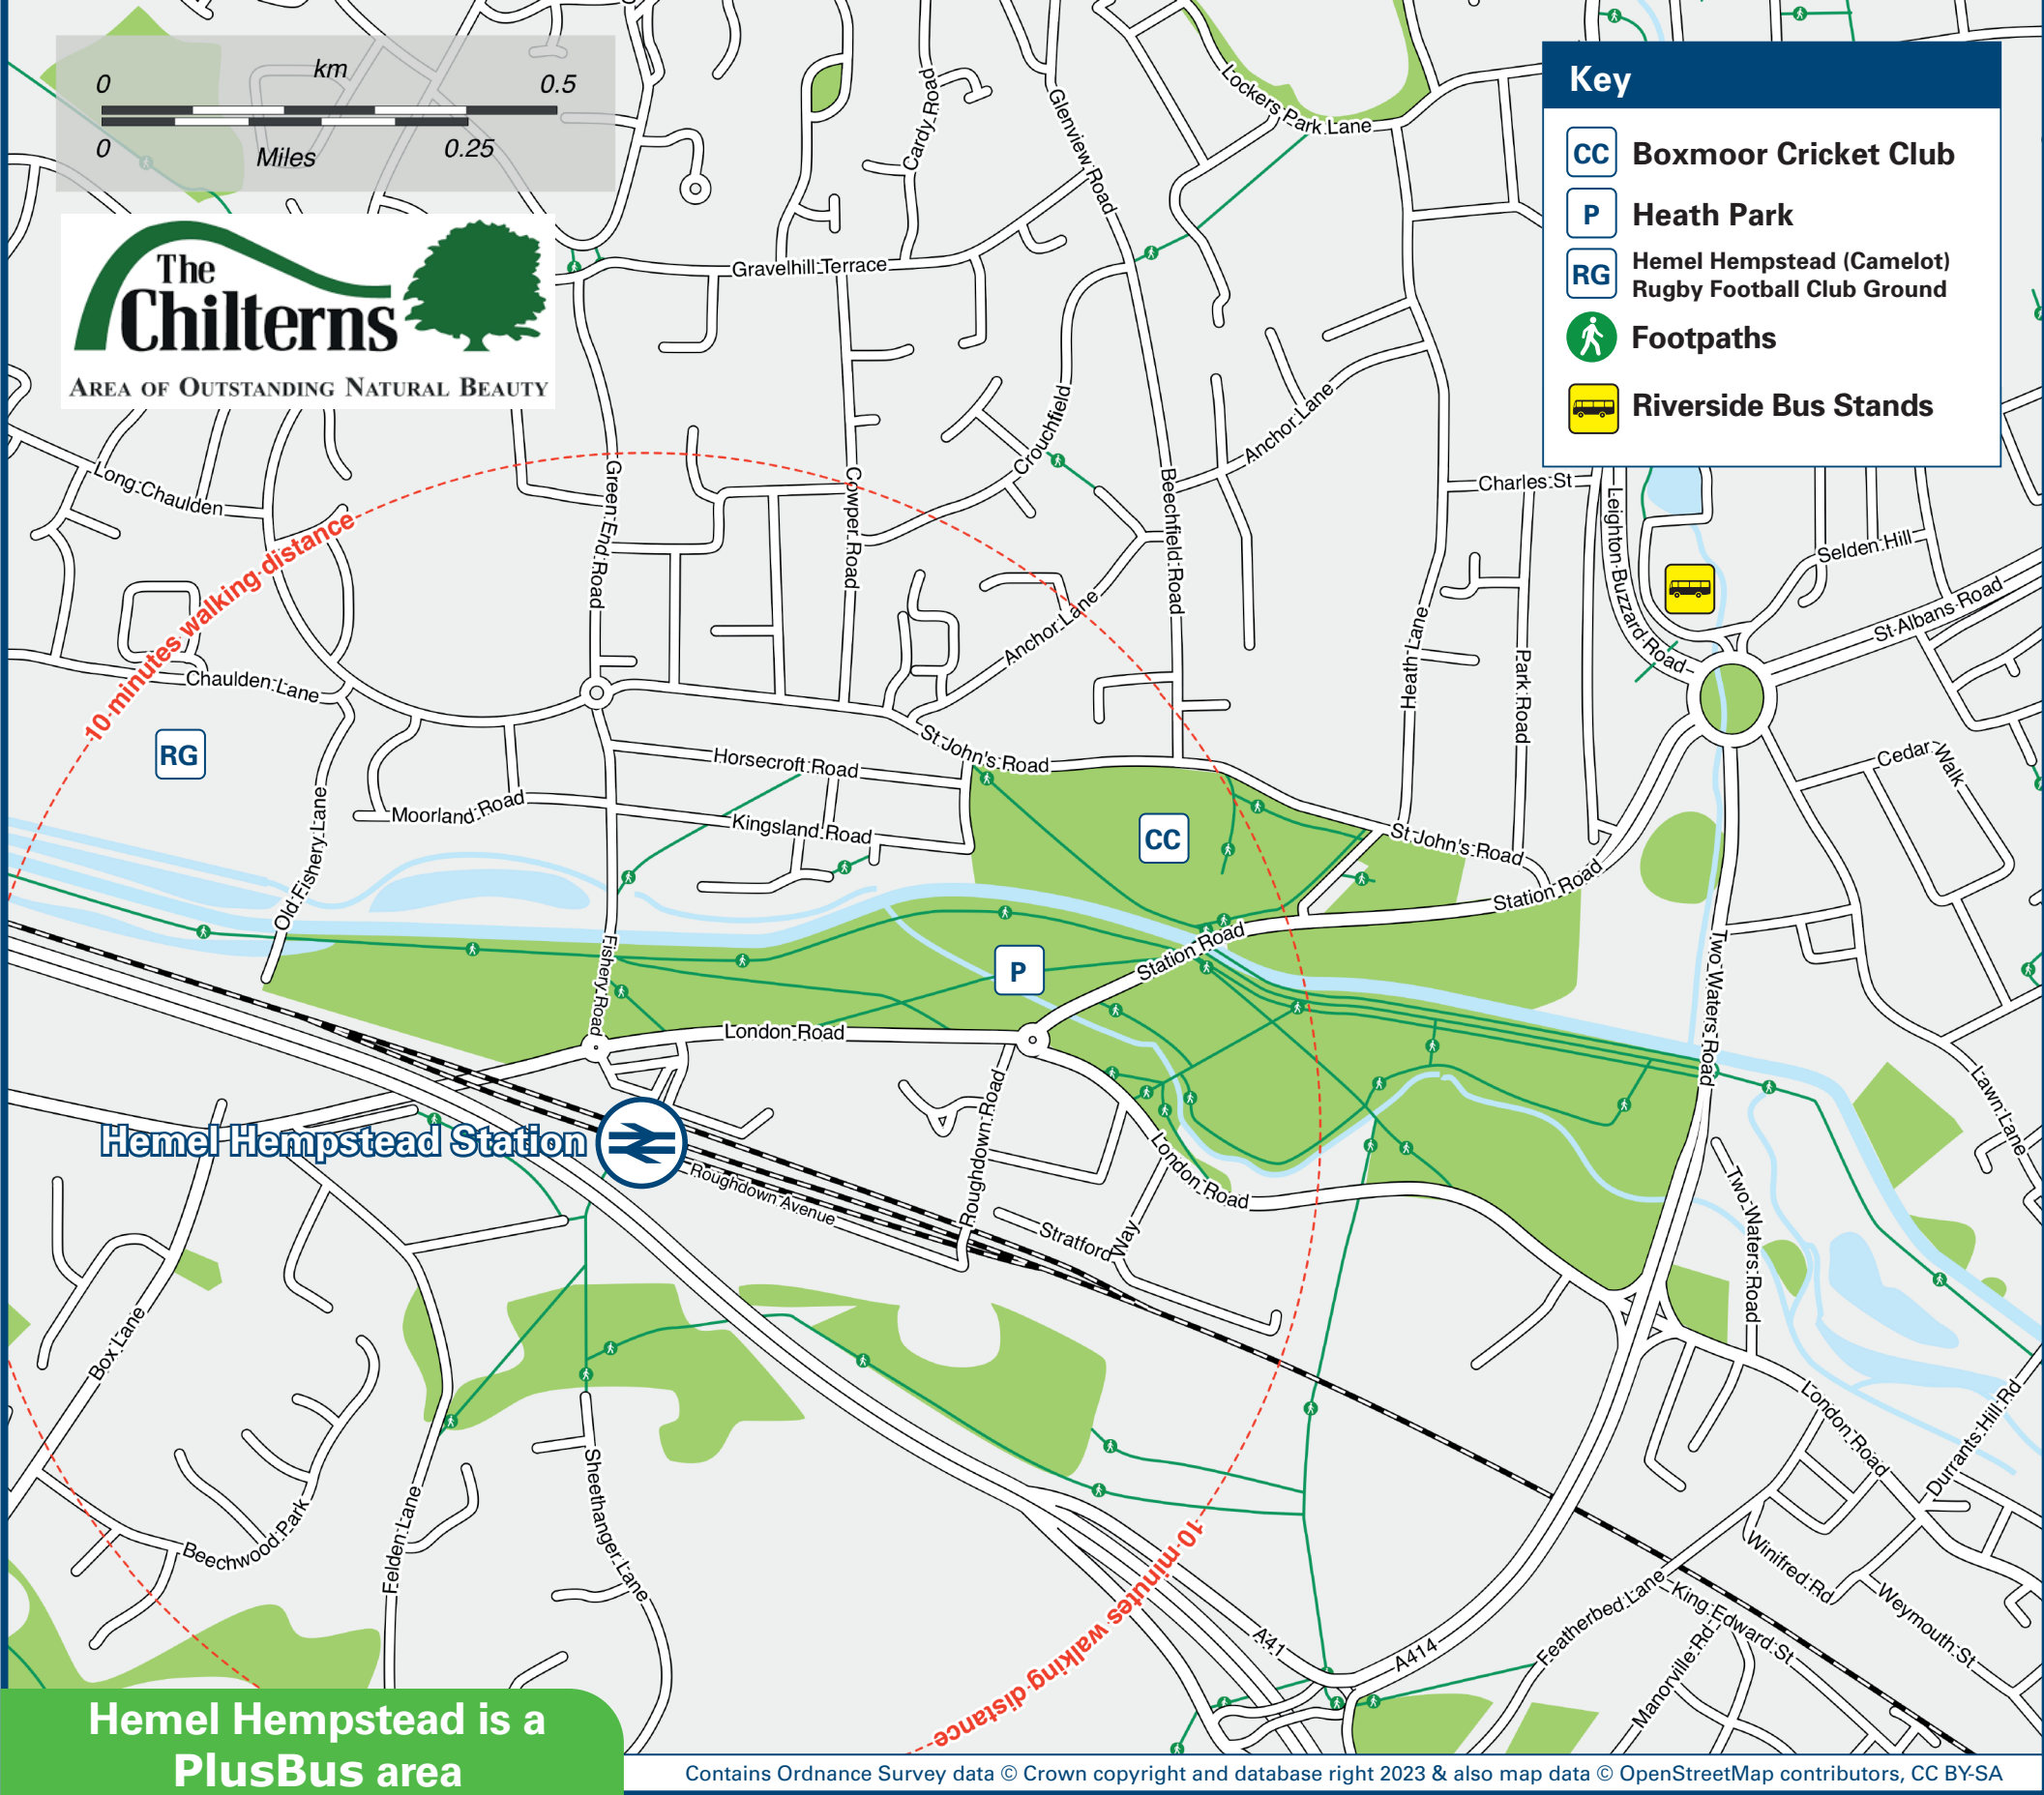 km
0
0.5
0
0.25
Miles
The
Chilterns
AREA OF OUTSTANDING NATURAL BEAUTY
Key
CC
Boxmoor Cricket Club
P
Heath Park
RG
Hemel Hempstead (Camelot)
Rugby Football Club Ground
Footpaths
Riverside Bus Stands
Cardy Road
Glenview Road
Lockers Park Lane
Gravelhill Terrace
Long Chaulden
Green End Road
Cowper Road
Crouchfield
Beechfield Road
Anchor Lane
Charles St
Leighton Buzzard Road
Selden Hill
St Albans Road
10 minutes walking distance
Anchor Lane
Heath Lane
Park Road
Chaulden Lane
RG
St John's Road
Horsecroft Road
Cedar Walk
Moorland Road
Kingsland Road
CC
St John's Road
Old Fishery Lane
Station Road
Station Road
P
Fishery Road
London Road
Two Waters Road
Lawn Lane
Hemel Hempstead Station
Roughdown Avenue
Roughdown Road
London Road
Stratford Way
Two Waters Road
Box Lane
London Road
Durrants Hill Rd
Beechwood Park
Felden Lane
Sheethanger Lane
10 minutes walking distance
Winifred Rd
Weymouth St
Featherbed Lane
King Edward St
Manorville Rd
A41
A414
Hemel Hempstead is a
PlusBus area
Contains Ordnance Survey data © Crown copyright and database right 2023 & also map data © OpenStreetMap contributors, CC BY-SA